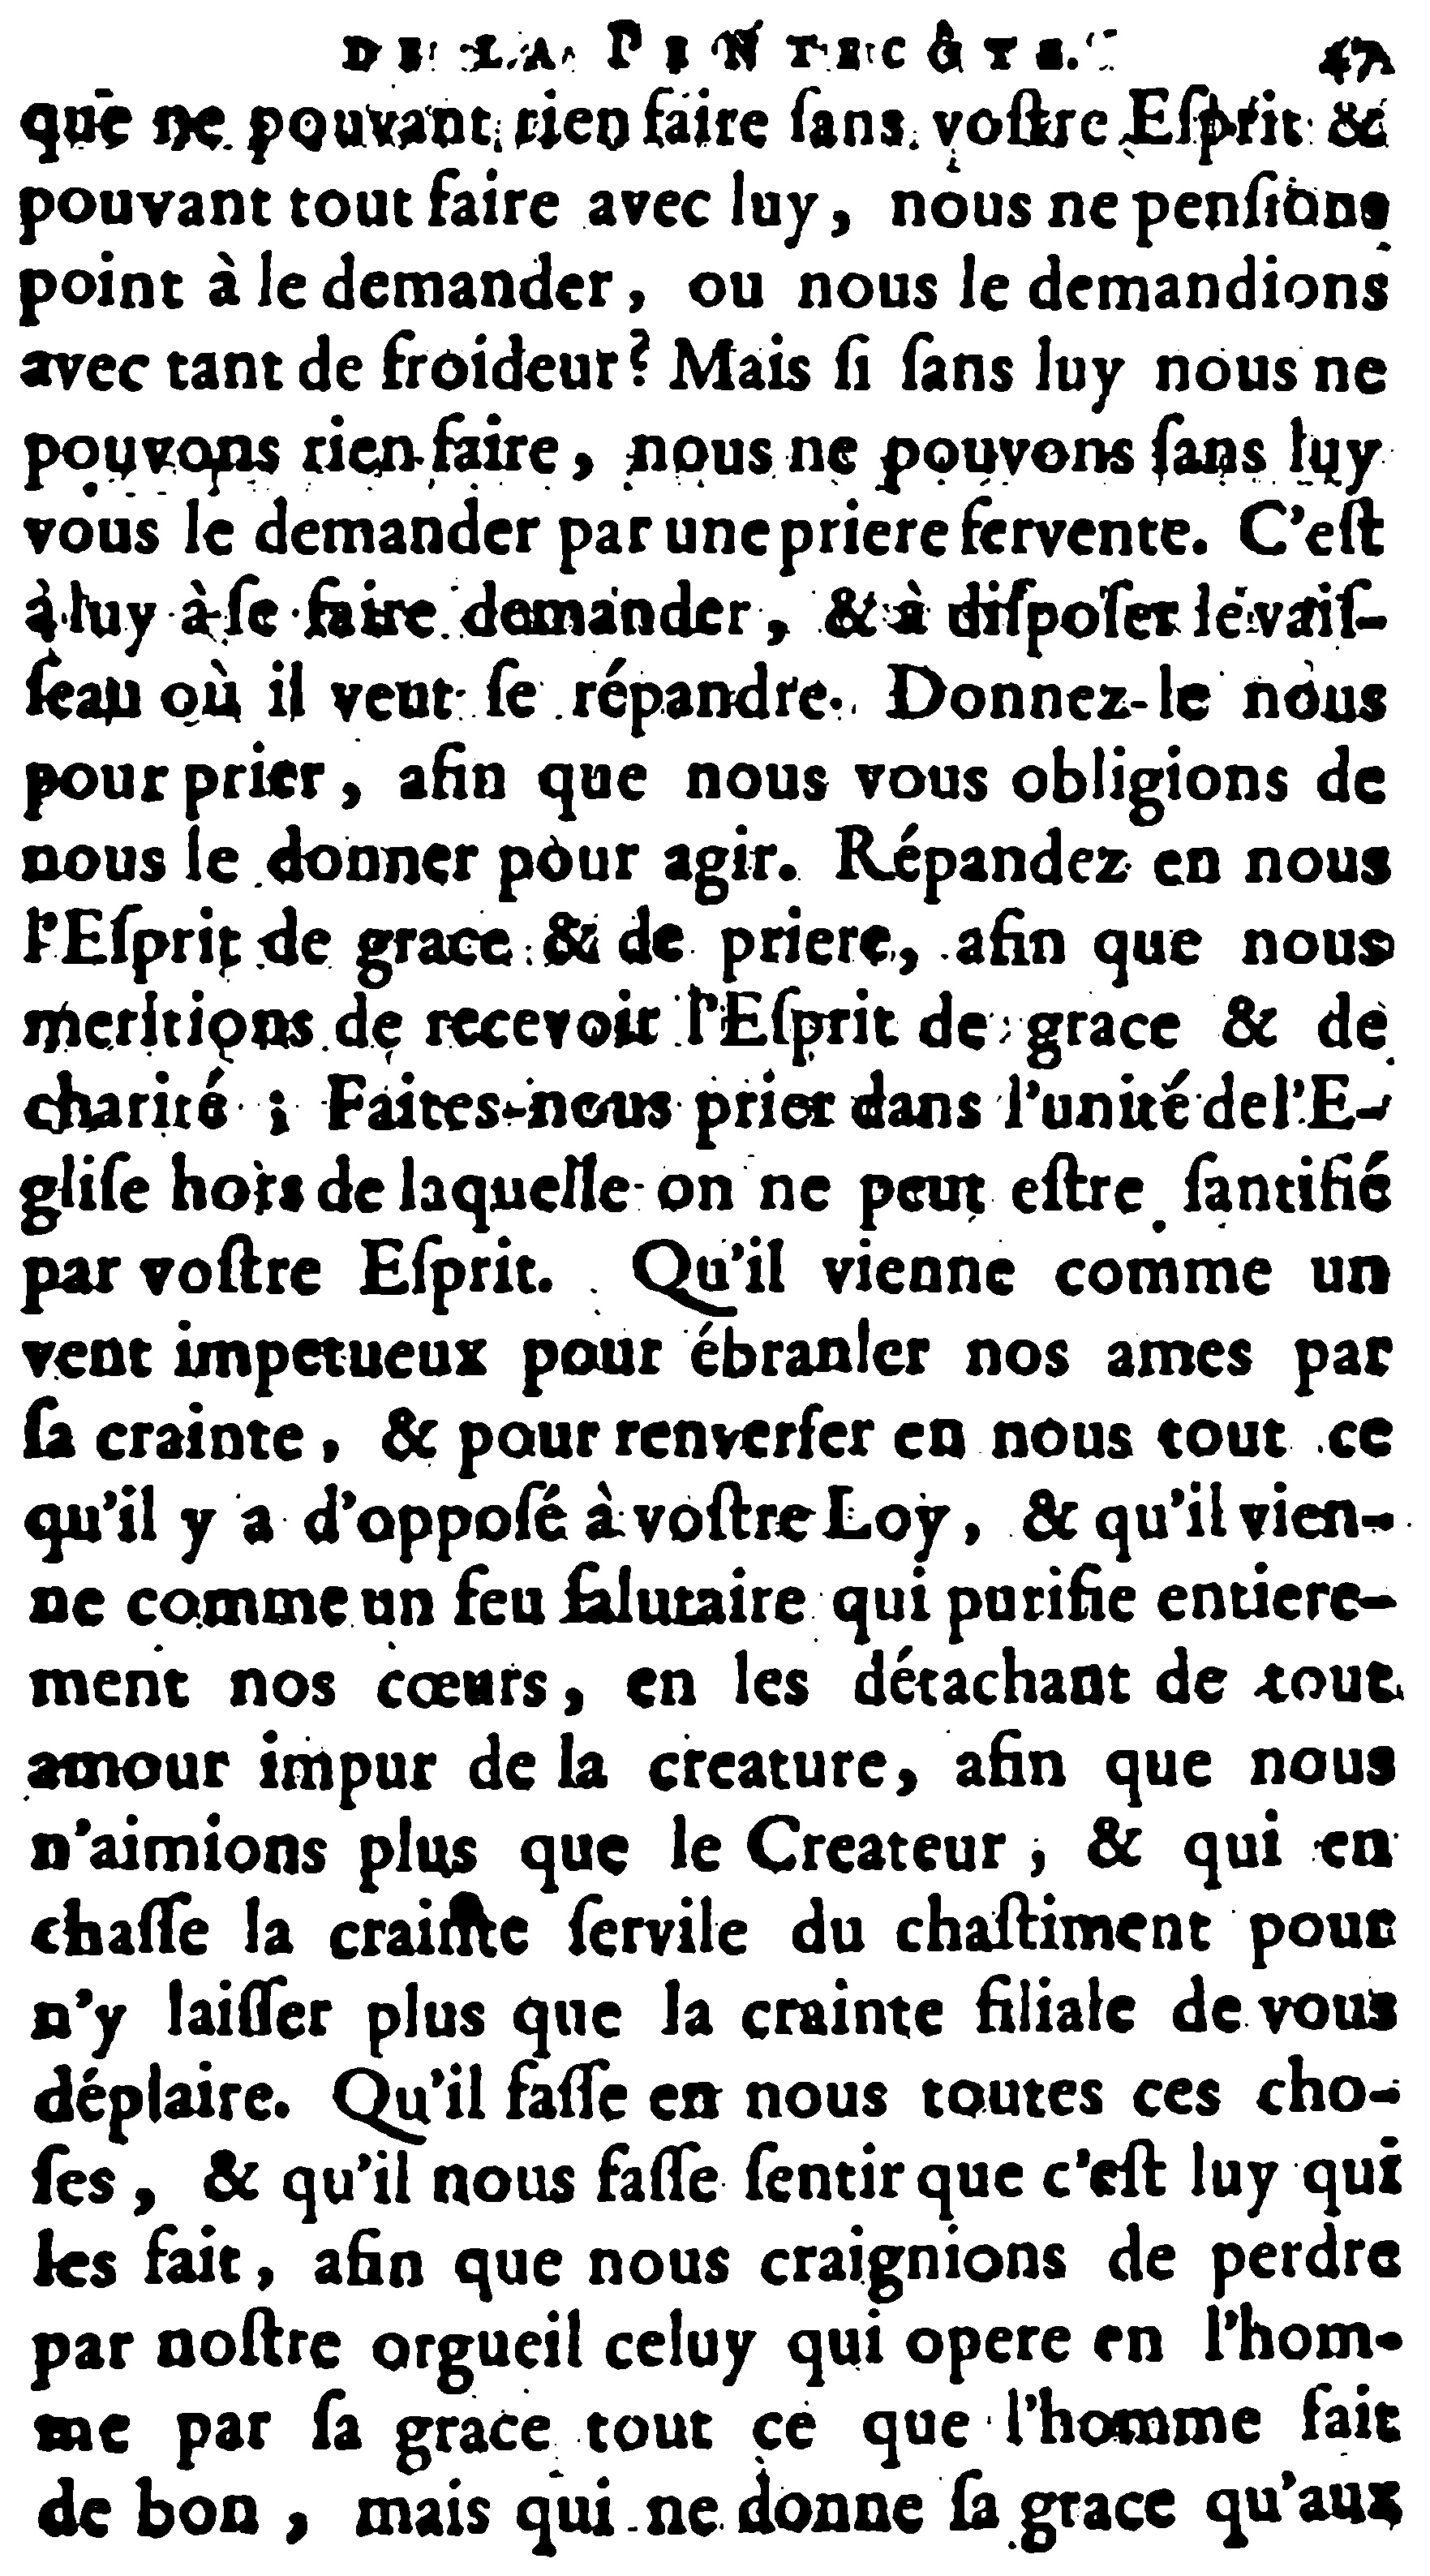 DE LA PENTECÔTE. 47
que ne pouvant rien faire ſans voſtre Eſprit &
pouvant tout faire avec luy, nous ne penſions
point à le demander, ou nous le demandions
avec tant de froideur? Mais ſi ſans luy nous ne
pouvons rien faire, nous ne pouvons ſans luy
vous le demander par une priere fervente. C'eſt
à luy à ſe faire demander, & à diſpoſer le vaiſ-
ſeau où il veut ſe répandre. Donnez-le nous
pour prier, afin que nous vous obligions de
nous le donner pour agir. Répandez en nous
l'Eſprit de grace & de priere, afin que nous
meritions de recevoir l'Eſprit de grace & de
charité; Faites-nous prier dans l'unité de l'E-
gliſe hors de laquelle on ne peut eſtre ſantifié
par voſtre Eſprit. Qu'il vienne comme un
vent impetueux pour ébranler nos ames par
ſa crainte, & pour renverſer en nous tout ce
qu'il y a d'oppoſé à voſtre Loy, & qu'il vien-
ne comme un feu ſalutaire qui purifie entiere-
ment nos cœurs, en les détachant de tout
amour impur de la creature, afin que nous
n'aimions plus que le Createur; & qui en
chaſſe la crainte ſervile du chaſtiment pour
n'y laiſſer plus que la crainte filiale de vous
déplaire. Qu'il faſſe en nous toutes ces cho-
ſes, & qu'il nous faſſe ſentir que c'eſt luy qui
les fait, afin que nous craignions de perdre
par noſtre orgueil celuy qui opere en l'hom-
me par ſa grace tout ce que l'homme fait
de bon, mais qui ne donne ſa grace qu'aux